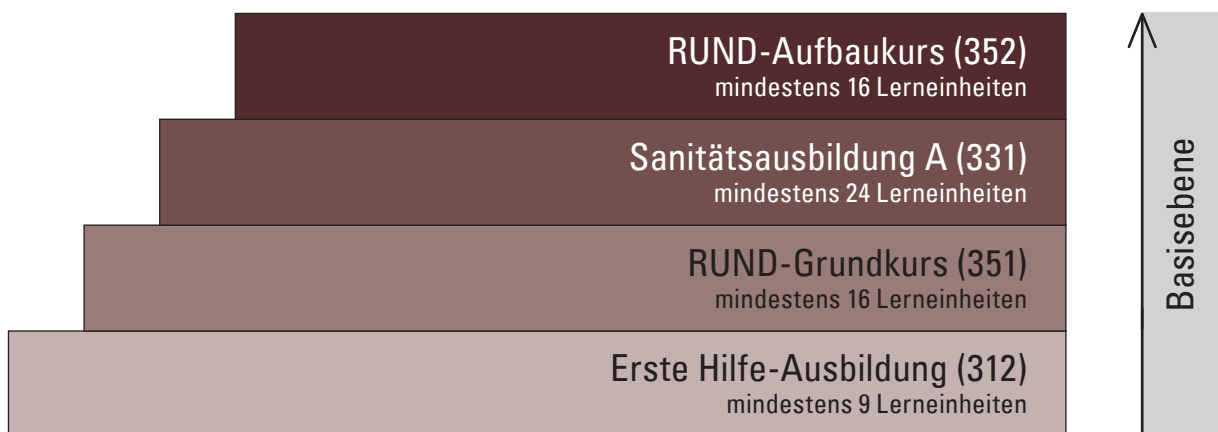 RUND-Aufbaukurs (352)
mindestens 16 Lerneinheiten
Sanitätsausbildung A (331)
mindestens 24 Lerneinheiten
RUND-Grundkurs (351)
mindestens 16 Lerneinheiten
Erste Hilfe-Ausbildung (312)
mindestens 9 Lerneinheiten
Basisebene